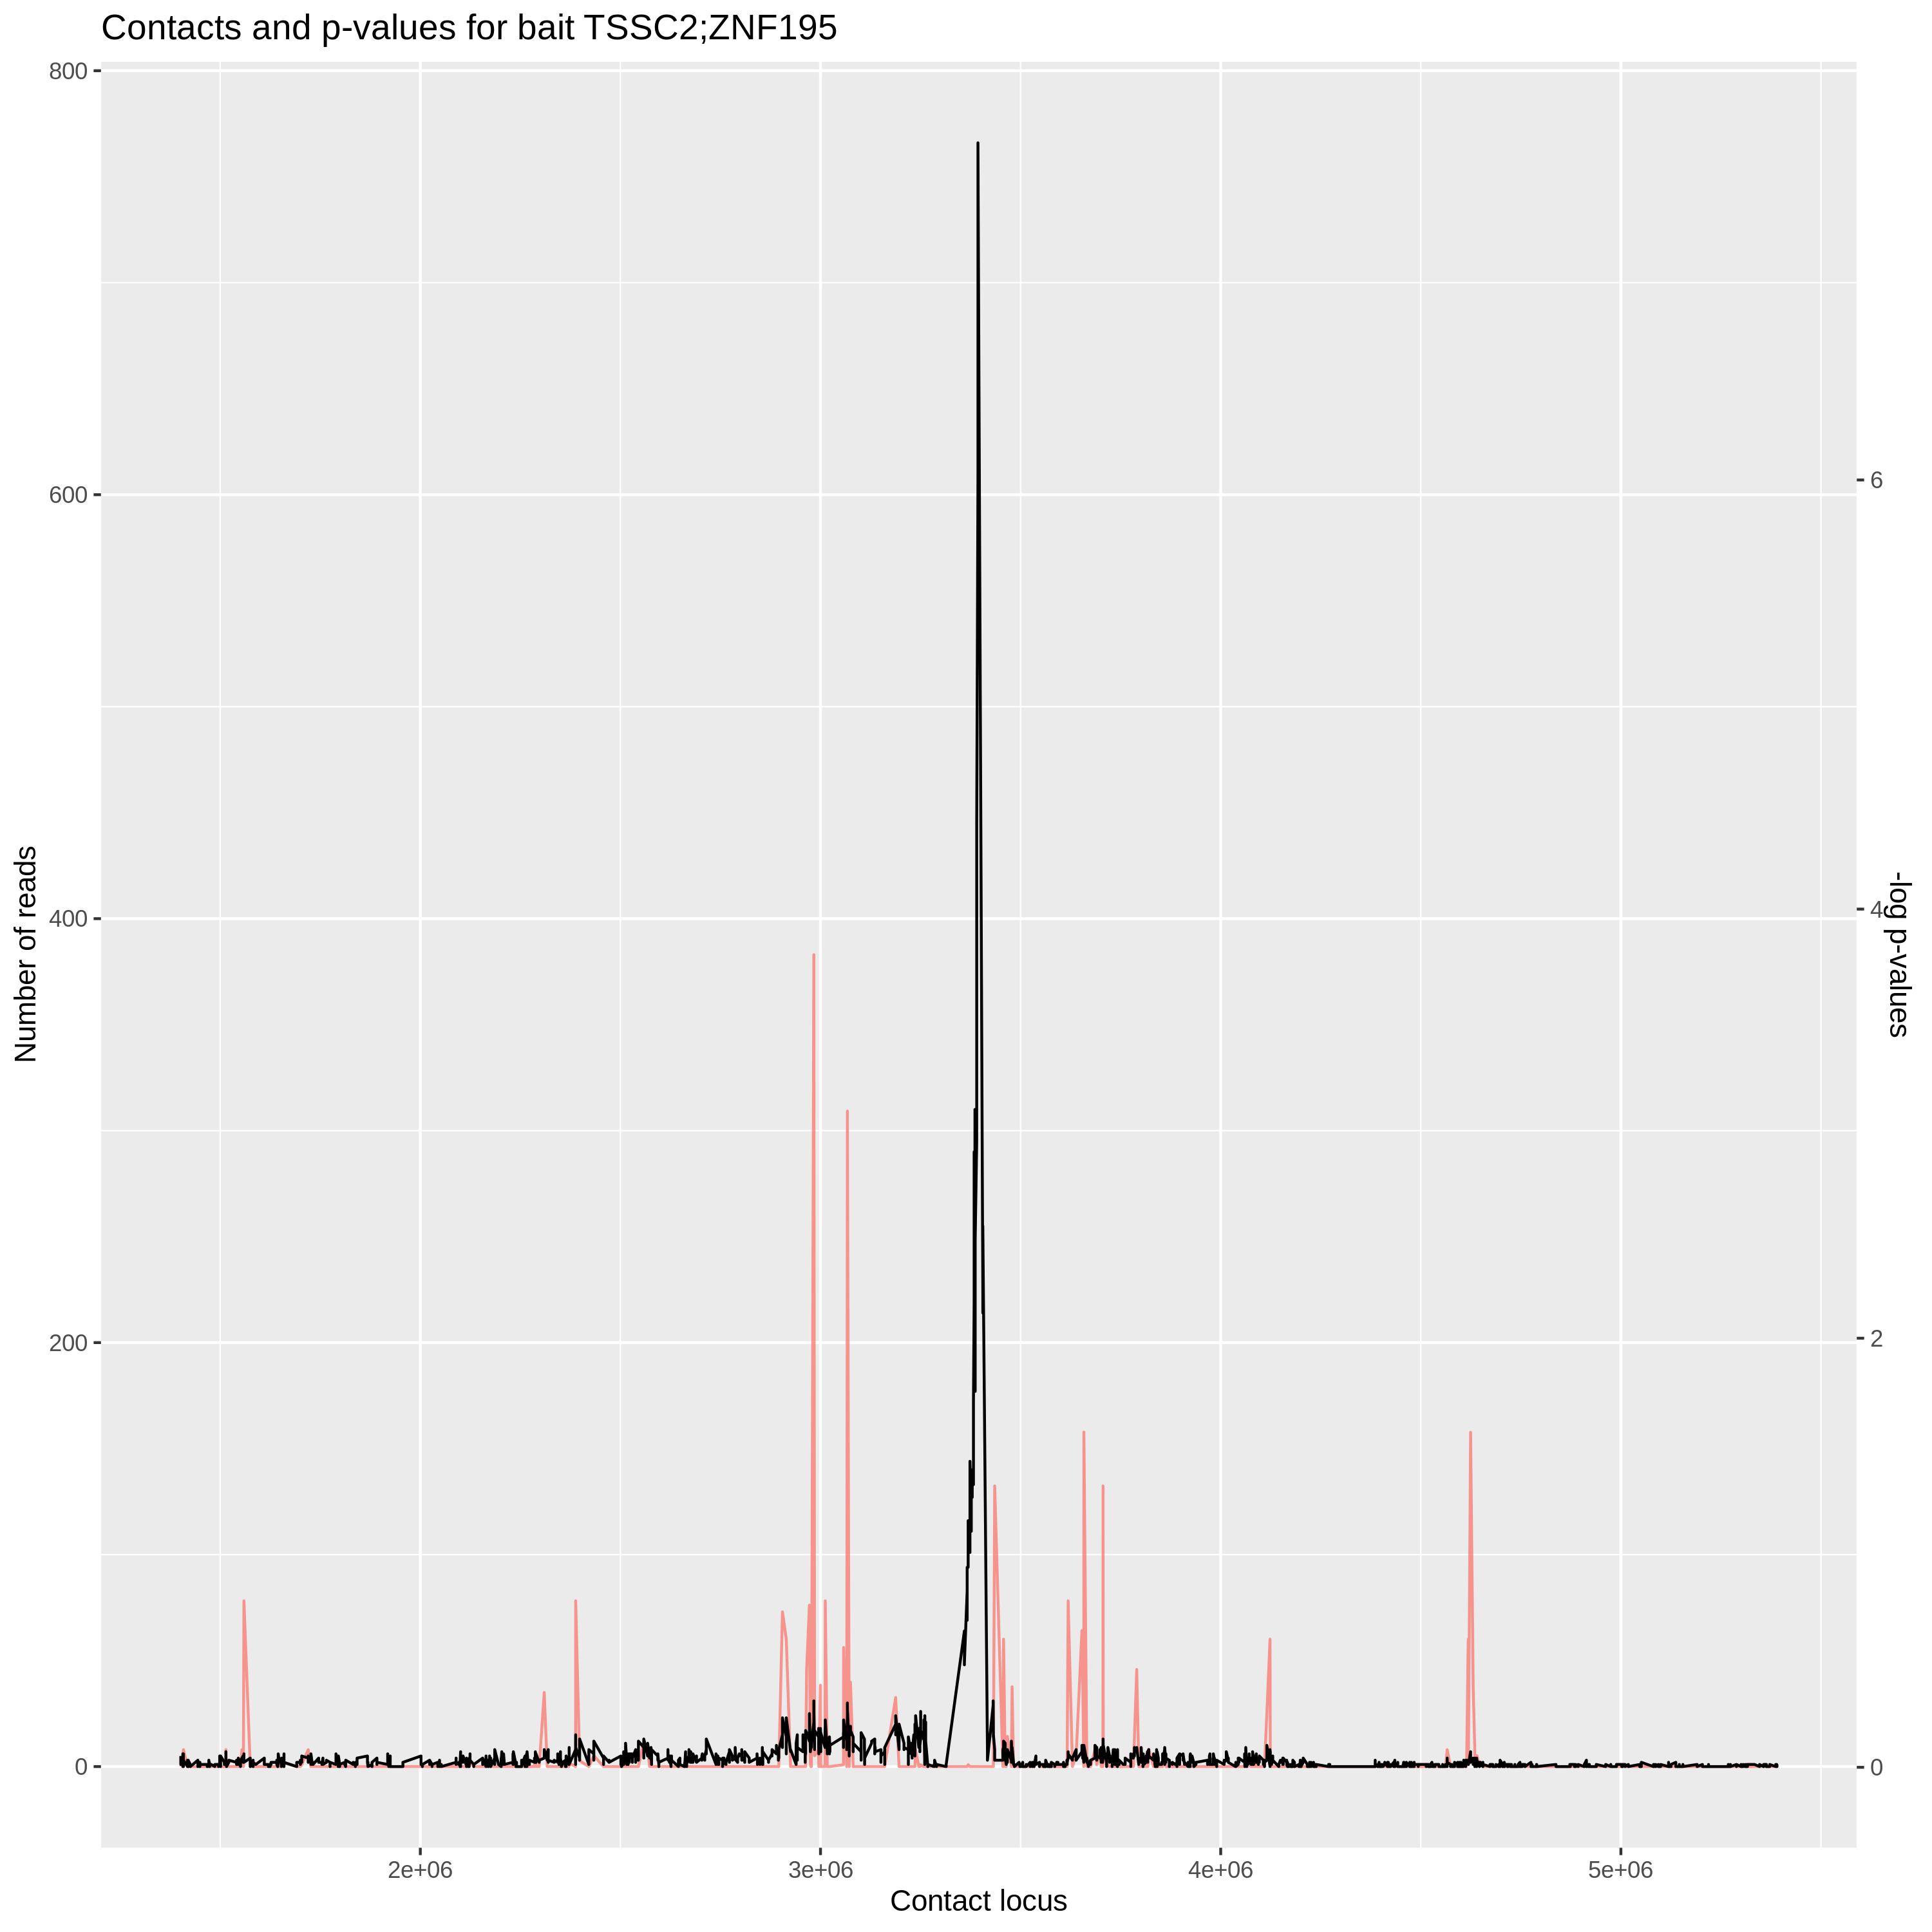 Contacts and p-values for bait TSSC2;ZNF195
800
600
400
200
0
Number of reads
6
4
2
0
-log p-values
2e+06
3e+06
4e+06
5e+06
Contact locus